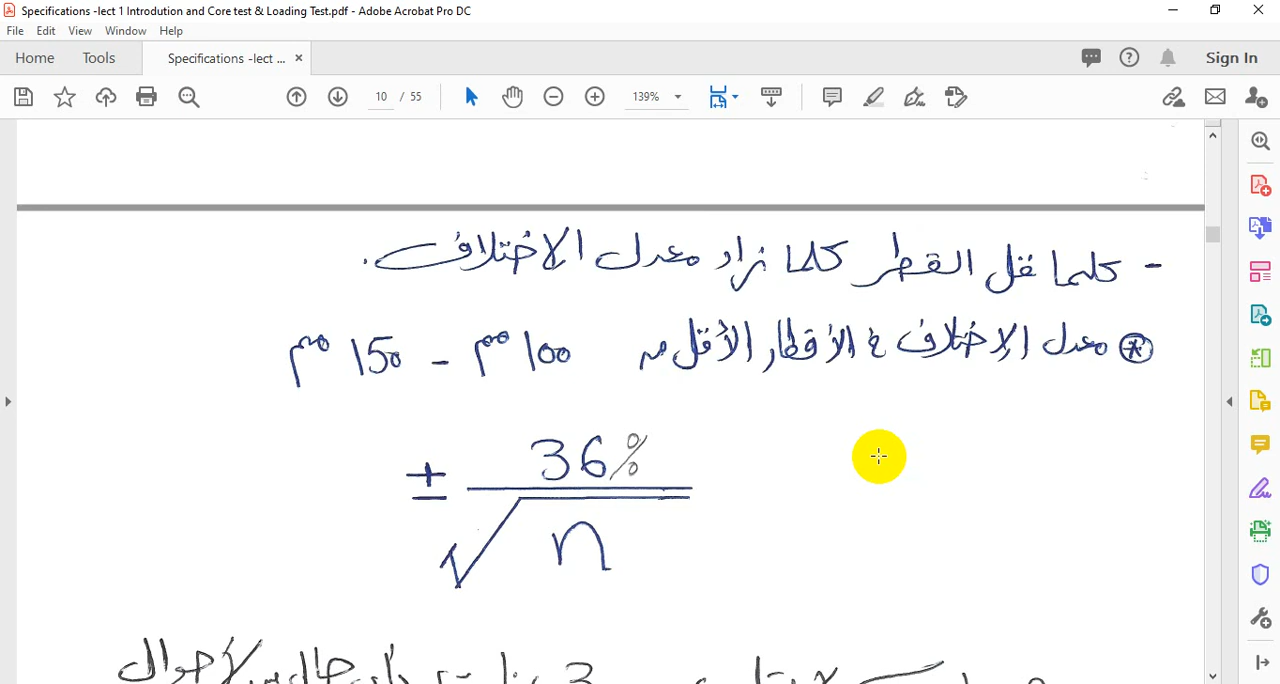 Specifications -lect 1 Introdution and Core test & Loading Test.pdf - Adobe Acrobat Pro DC
File Edit View Window Help
Home Tools Specifications -lect ... × Sign In
10 / 55 139%
- كلما قل القطر كلما زاد معدل الاختلاف.
* معدل الاختلاف في الأقطار الأقل من 100 مم - 150 مم
± 36% / √n
3